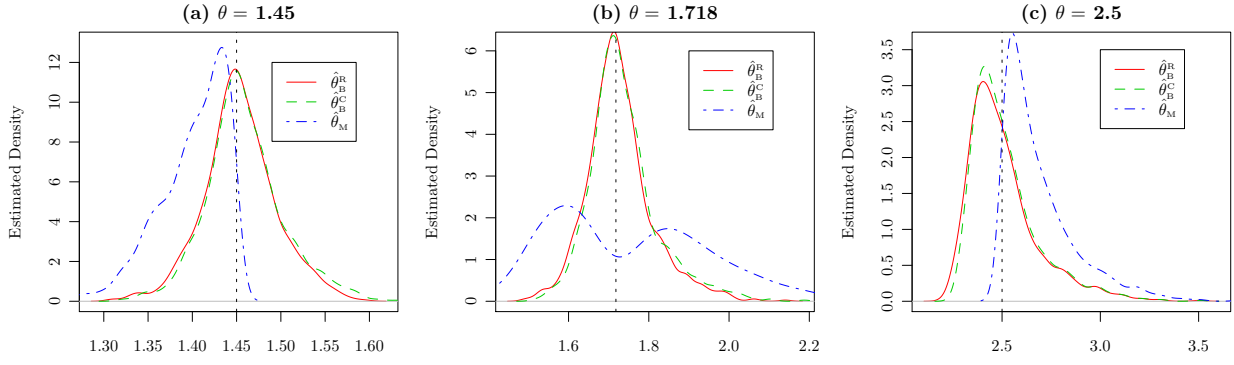 (a) θ = 1.45
Estimated Density
12
10
8
6
4
2
0
1.30 1.35 1.40 1.45 1.50 1.55 1.60
θ̂_B^R
θ̂_B^C
θ̂_M
(b) θ = 1.718
Estimated Density
6
5
4
3
2
1
0
1.6 1.8 2.0 2.2
θ̂_B^R
θ̂_B^C
θ̂_M
(c) θ = 2.5
Estimated Density
3.5
3.0
2.5
2.0
1.5
1.0
0.5
0.0
2.5 3.0 3.5
θ̂_B^R
θ̂_B^C
θ̂_M